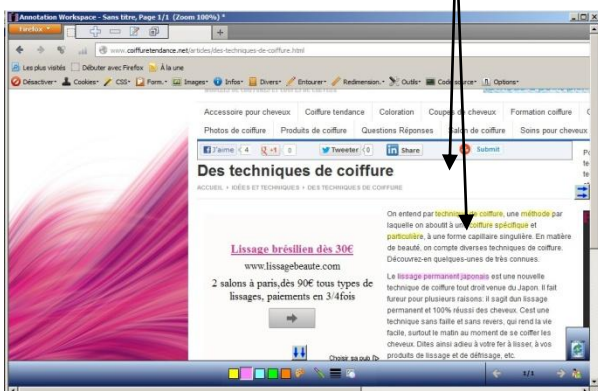 Annotation Workspace - Sans titre, Page 1/1 (Zoom 100%) *
Firefox
www.coiffuretendance.net/articles/des-techniques-de-coiffure.html
Les plus visités Débuter avec Firefox À la une
Désactiver Cookies CSS Form. Images Infos Divers Entourer Redimension. Outils Code source Options
Accessoire pour cheveux Coiffure tendance Coloration Coupes de cheveux Formation coiffure
Photos de coiffure Produits de coiffure Questions Réponses Salon de coiffure Soins pour cheveux
J'aime 4 +1 Tweeter 0 Share Submit
Des techniques de coiffure
ACCUEIL IDÉES ET TECHNIQUES DES TECHNIQUES DE COIFFURE
On entend par technique de coiffure, une méthode par
laquelle on aboutit à une coiffure spécifique et
particulière, à une forme capillaire singulière. En matière
de beauté, on compte diverses techniques de coiffure.
Découvrez-en quelques-unes de très connues.
Lissage brésilien dès 30€
www.lissagebeaute.com
2 salons à paris,dès 90€ tous types de
lissages, paiements en 3/4fois
Le lissage permanent japonais est une nouvelle
technique de coiffure tout droit venue du Japon. Il fait
fureur pour plusieurs raisons: il sagit dun lissage
permanent et 100% réussi des cheveux. Cest une
technique sans faille et sans revers, qui rend la vie
facile, surtout le matin au moment de se coiffer les
cheveux. Dites ainsi adieu à votre fer à lisser, à vos
produits de lissage et de défrisage, etc.
Choisir sa pub
1/1